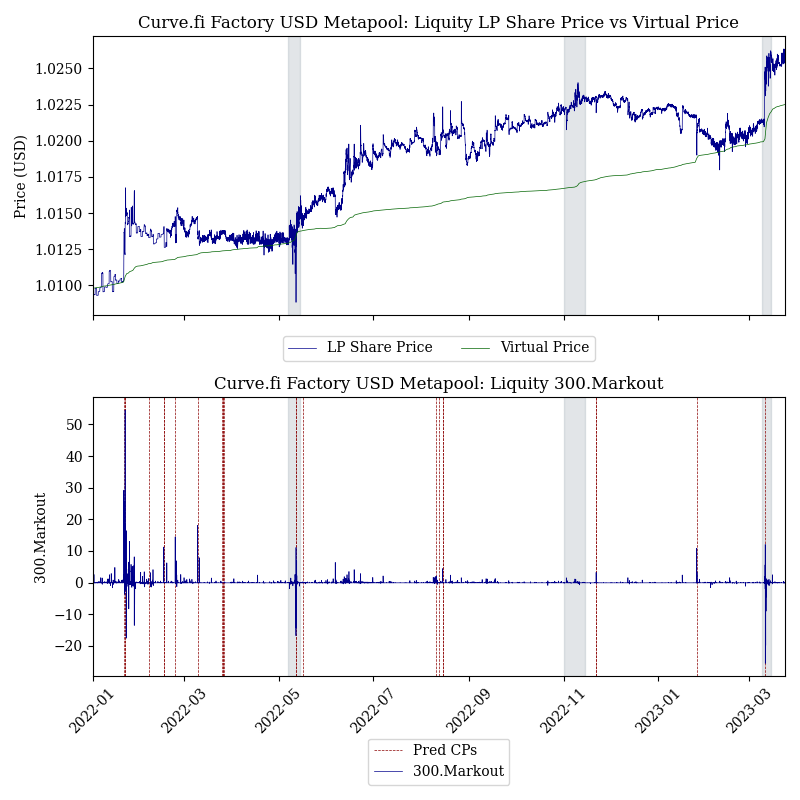 Curve.fi Factory USD Metapool: Liquity LP Share Price vs Virtual Price
Price (USD)
1.0250
1.0225
1.0200
1.0175
1.0150
1.0125
1.0100
LP Share Price
Virtual Price
Curve.fi Factory USD Metapool: Liquity 300.Markout
300.Markout
50
40
30
20
10
0
−10
−20
2022-01
2022-03
2022-05
2022-07
2022-09
2022-11
2023-01
2023-03
Pred CPs
300.Markout